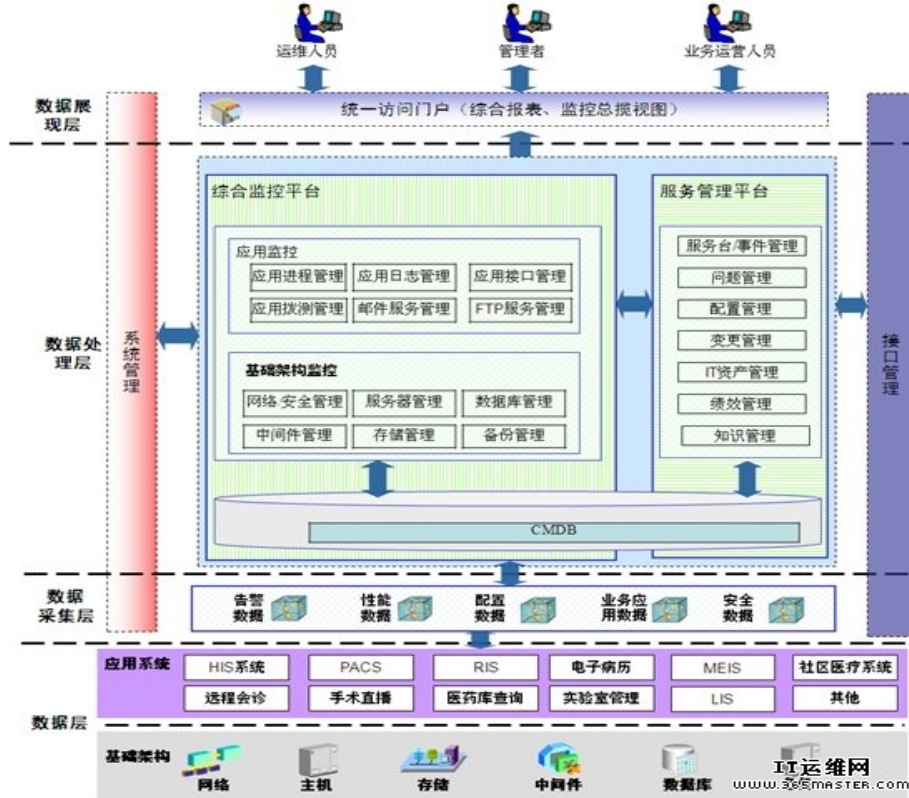 运维人员
管理者
业务运营人员
数据展
现层
统一访问门户（综合报表、监控总揽视图）
综合监控平台
服务管理平台
应用监控
应用进程管理
应用日志管理
应用接口管理
应用拨测管理
邮件服务管理
FTP服务管理
基础架构监控
网络/安全管理
服务器管理
数据库管理
中间件管理
存储管理
备份管理
服务台/事件管理
问题管理
配置管理
变更管理
IT资产管理
绩效管理
知识管理
数据处
理层
系统管理
接口管理
CMDB
数据
采集层
告警
数据
性能
数据
配置
数据
业务应
用数据
安全
数据
数据层
应用系统
HIS系统
PACS
RIS
电子病历
MEIS
社区医疗系统
远程会诊
手术直播
医药库查询
实验室管理
LIS
其他
基础架构
网络
主机
存储
中间件
数据库
IT运维网
www.365master.com